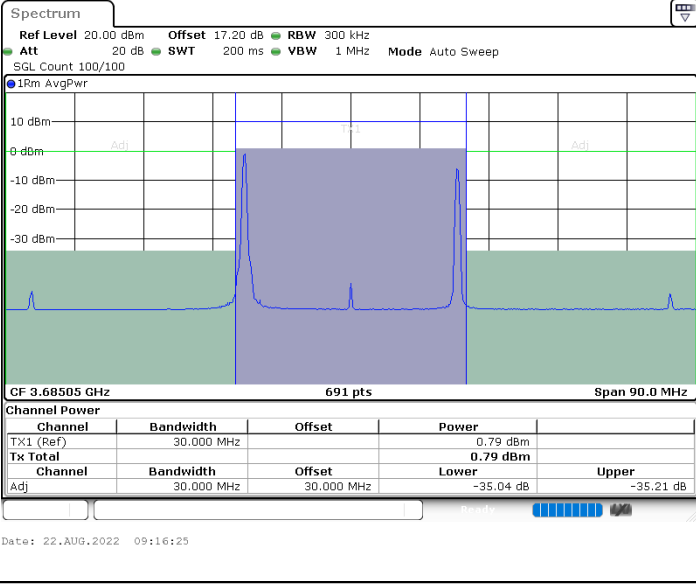 Spectrum
Ref Level 20.00 dBm Offset 17.20 dB RBW 300 kHz
Att 20 dB SWT 200 ms VBW 1 MHz Mode Auto Sweep
SGL Count 100/100
1Rm AvgPwr
10 dBm
TX1
Adj
Adj
0 dBm
-10 dBm
-20 dBm
-30 dBm
CF 3.68505 GHz 691 pts Span 90.0 MHz
Channel Power
Channel Bandwidth Offset Power
TX1 (Ref) 30.000 MHz 0.79 dBm
Tx Total 0.79 dBm
Channel Bandwidth Offset Lower Upper
Adj 30.000 MHz 30.000 MHz -35.04 dB -35.21 dB
Ready
Date: 22.AUG.2022 09:16:25